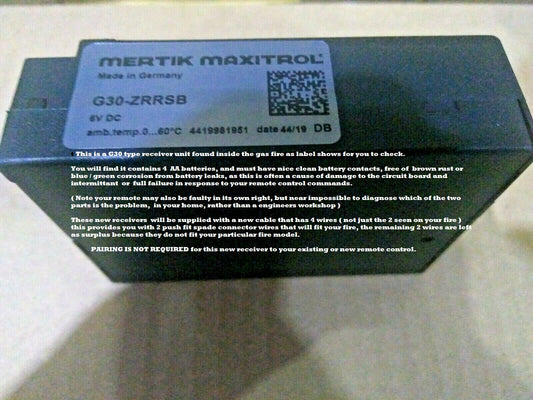 MERTIK MAXITROL
Made in Germany
G30-ZRRSB
6V DC
amb.temp.0...60°C 4419981951 date 44/19 DB
This is a G30 type receiver unit found inside the gas fire as label shows for you to check.
You will find it contains 4 AA batteries, and must have nice clean battery contacts, free of brown rust or
blue / green corrosion from battery leaks, as this is often a cause of damage to the circuit board and
intermittant or full failure in response to your remote control commands.
( Note your remote may also be faulty in its own right, but near impossible to diagnose which of the two
parts is the problem, in your home, rather than a engineers workshop )
These new receivers will be supplied with a new cable that has 4 wires ( not just the 2 seen on your fire )
this provides you with 2 push fit spade connector wires that will fit your fire, the remaining 2 wires are left
as surplus because they do not fit your particular fire model.
PAIRING IS NOT REQUIRED for this new receiver to your existing or new remote control.